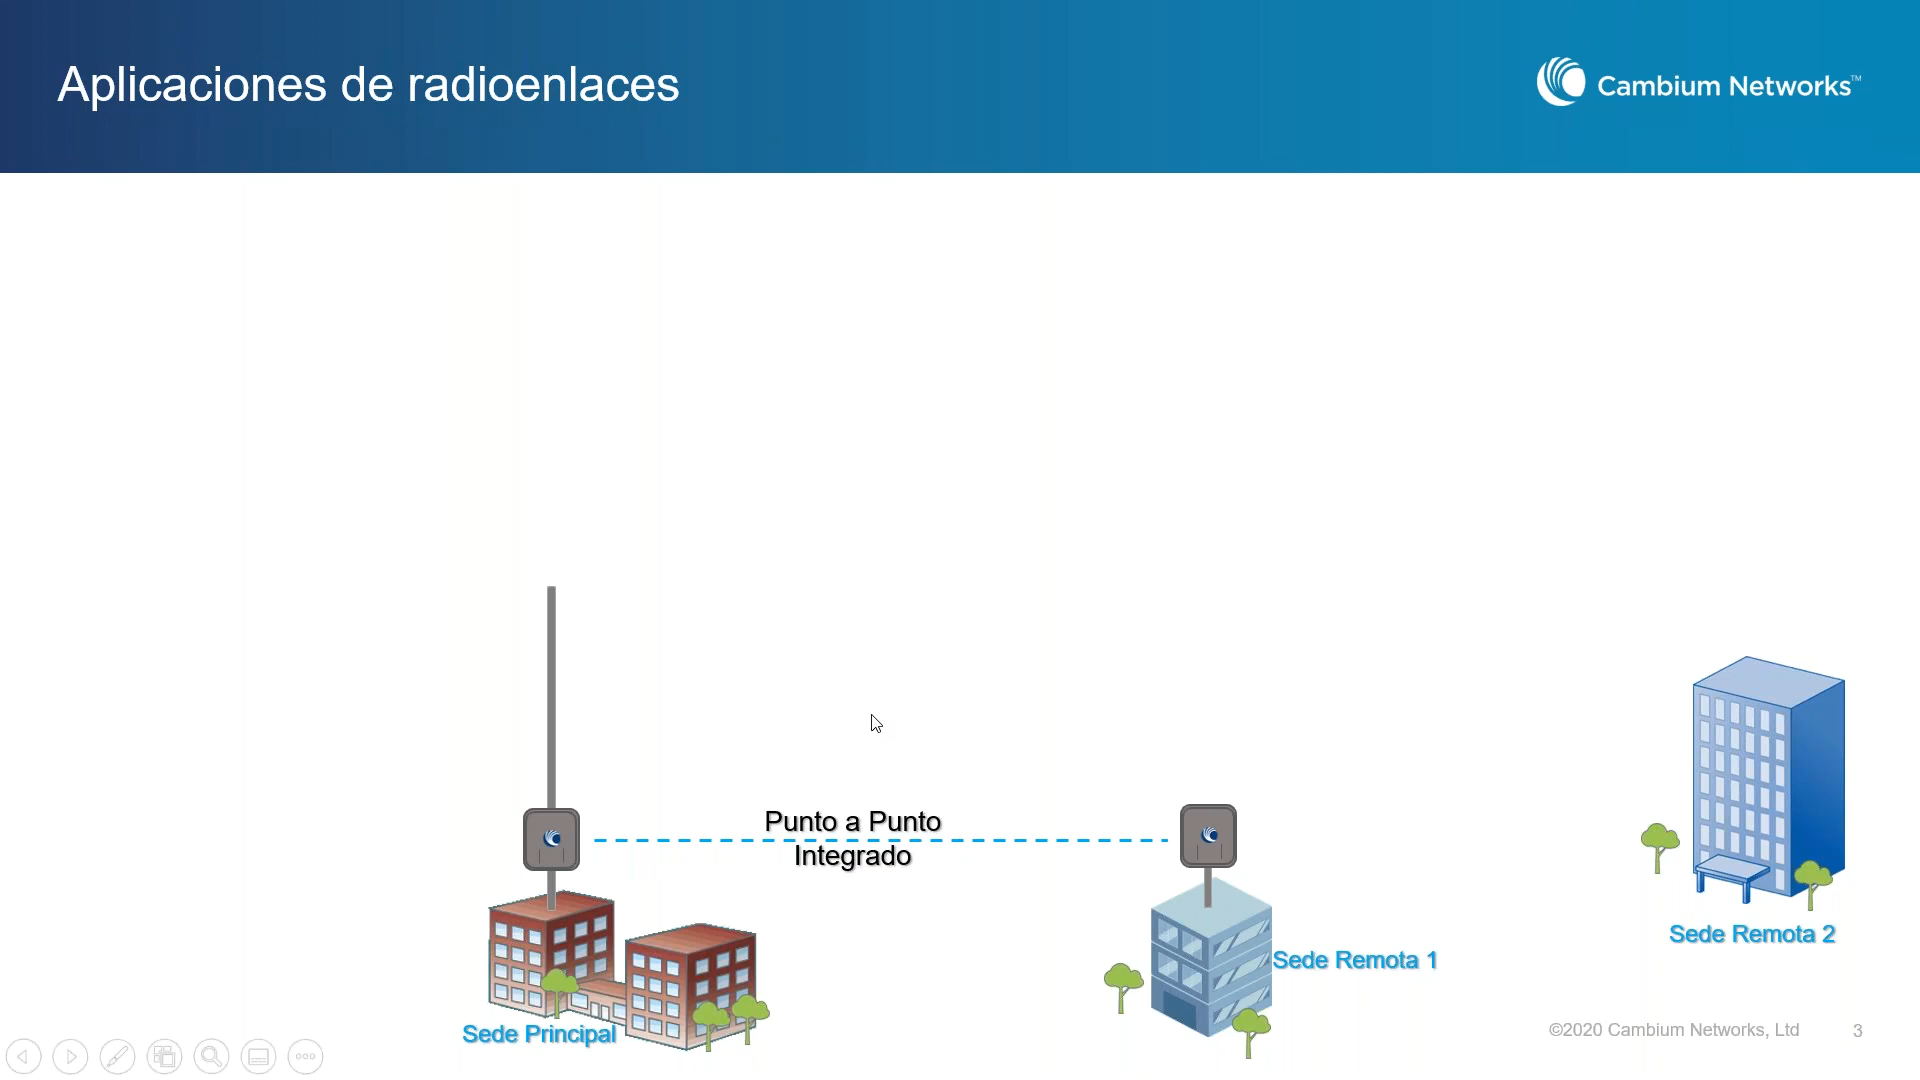 Aplicaciones de radioenlaces
Cambium Networks™
Punto a Punto
Integrado
Sede Remota 2
Sede Remota 1
Sede Principal
©2020 Cambium Networks, Ltd
3